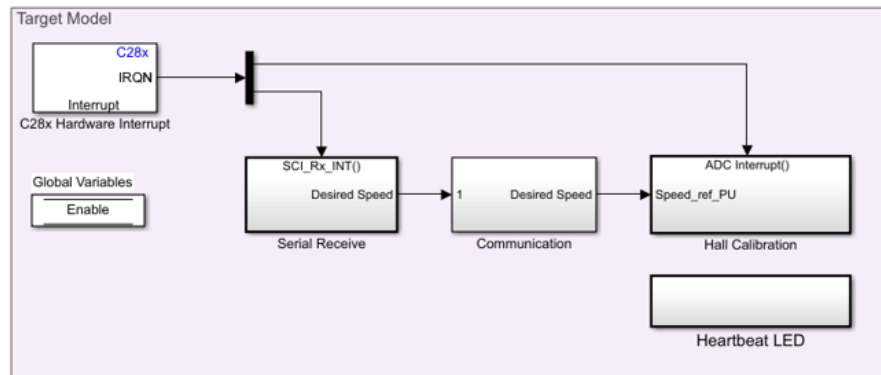 Target Model
C28x
IRQN
Interrupt
C28x Hardware Interrupt
Global Variables
Enable
SCI_Rx_INT()
Desired Speed
Serial Receive
1 Desired Speed
Communication
ADC Interrupt()
Speed_ref_PU
Hall Calibration
Heartbeat LED